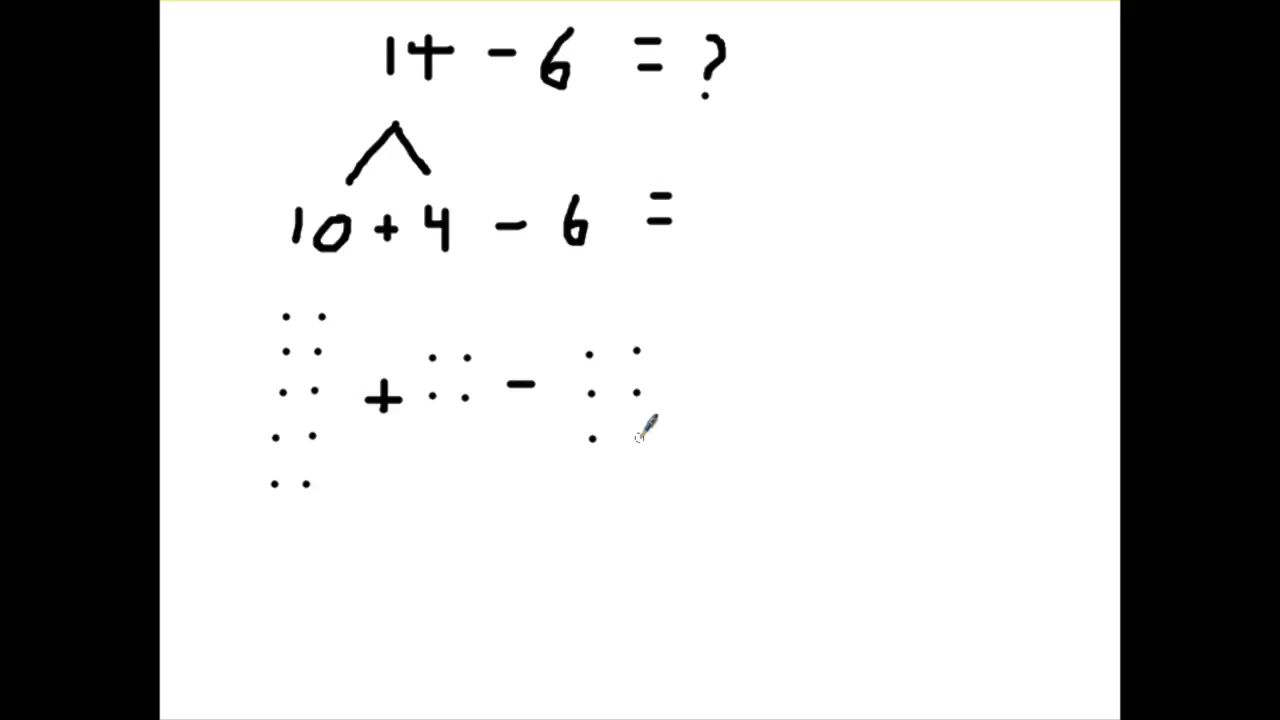 14 - 6 = ?
10 + 4 - 6 =
+ -